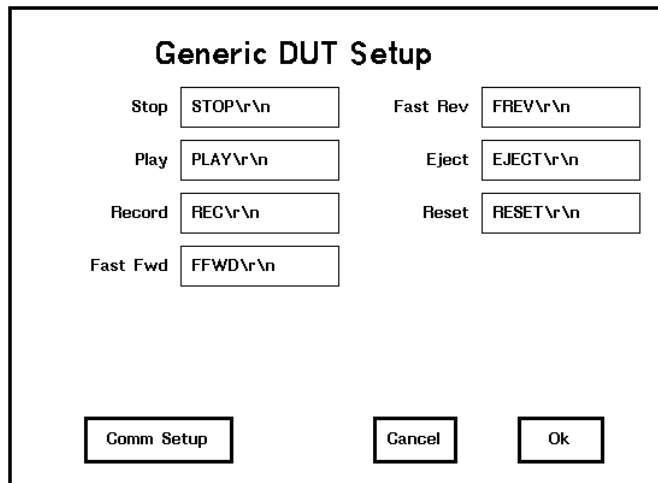 Generic DUT Setup
Stop STOP\r\n Fast Rev FREV\r\n
Play PLAY\r\n Eject EJECT\r\n
Record REC\r\n Reset RESET\r\n
Fast Fwd FFWD\r\n
Comm Setup Cancel Ok